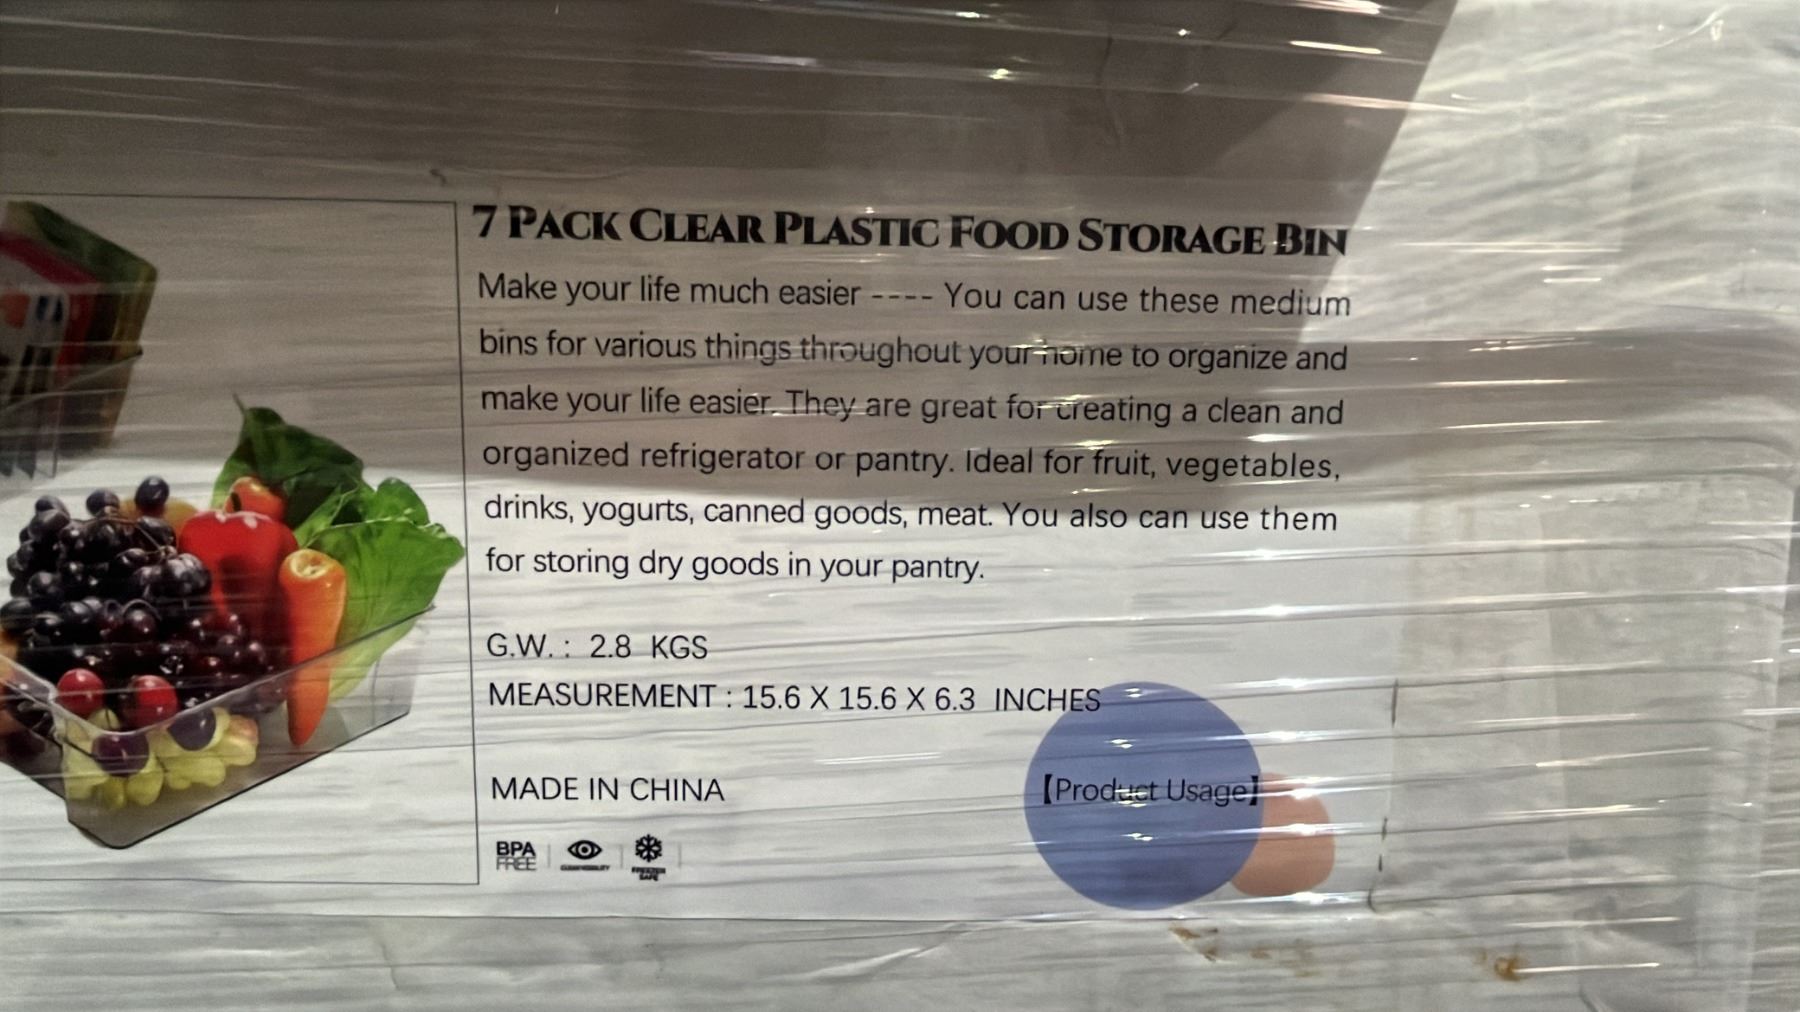 7 PACK CLEAR PLASTIC FOOD STORAGE BIN
Make your life much easier ---- You can use these medium
bins for various things throughout your home to organize and
make your life easier. They are great for creating a clean and
organized refrigerator or pantry. Ideal for fruit, vegetables,
drinks, yogurts, canned goods, meat. You also can use them
for storing dry goods in your pantry.
G.W. : 2.8 KGS
MEASUREMENT : 15.6 X 15.6 X 6.3 INCHES
MADE IN CHINA
【Product Usage】
BPA
FREE
FREEZER
SAFE